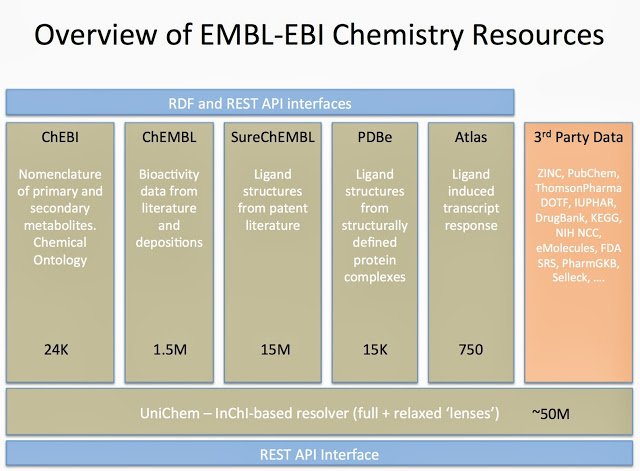 Overview of EMBL-EBI Chemistry Resources
RDF and REST API interfaces
ChEBI
Nomenclature
of primary and
secondary
metabolites.
Chemical
Ontology
24K
ChEMBL
Bioactivity
data from
literature
and
depositions
1.5M
SureChEMBL
Ligand
structures
from patent
literature
15M
PDBe
Ligand
structures
from
structurally
defined
protein
complexes
15K
Atlas
Ligand
induced
transcript
response
750
3rd Party Data
ZINC, PubChem,
ThomsonPharma
DOTF, IUPHAR,
DrugBank, KEGG,
NIH NCC,
eMolecules, FDA
SRS, PharmGKB,
Selleck, ....
UniChem – InChI-based resolver (full + relaxed ‘lenses’) ~50M
REST API Interface